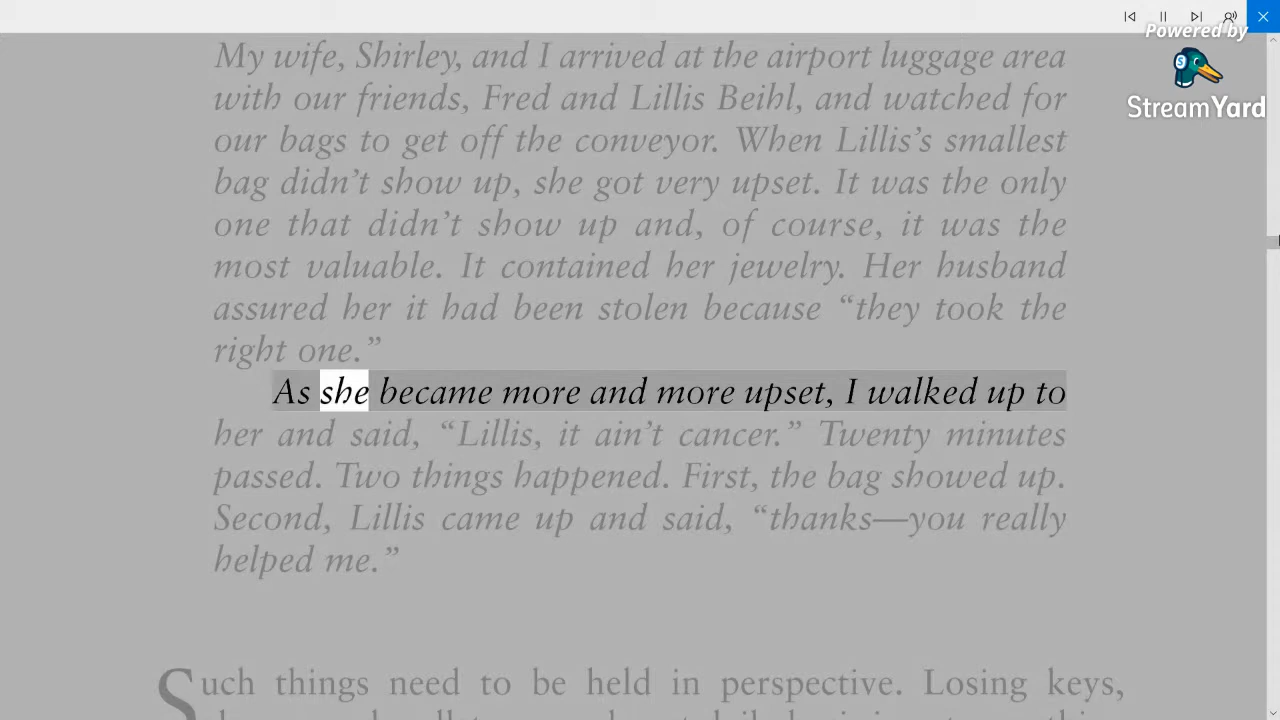 Powered by
StreamYard
My wife, Shirley, and I arrived at the airport luggage area
with our friends, Fred and Lillis Beihl, and watched for
our bags to get off the conveyor. When Lillis’s smallest
bag didn’t show up, she got very upset. It was the only
one that didn’t show up and, of course, it was the
most valuable. It contained her jewelry. Her husband
assured her it had been stolen because “they took the
right one.”
As she became more and more upset, I walked up to
her and said, “Lillis, it ain’t cancer.” Twenty minutes
passed. Two things happened. First, the bag showed up.
Second, Lillis came up and said, “thanks—you really
helped me.”
Such things need to be held in perspective. Losing keys,